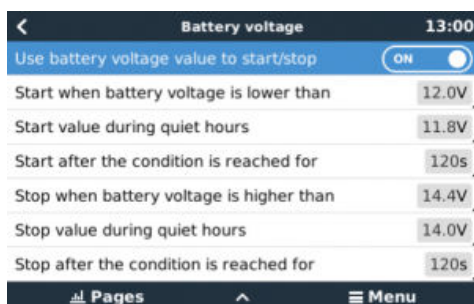 Battery voltage 13:00
Use battery voltage value to start/stop ON
Start when battery voltage is lower than 12.0V
Start value during quiet hours 11.8V
Start after the condition is reached for 120s
Stop when battery voltage is higher than 14.4V
Stop value during quiet hours 14.0V
Stop after the condition is reached for 120s
Pages Menu